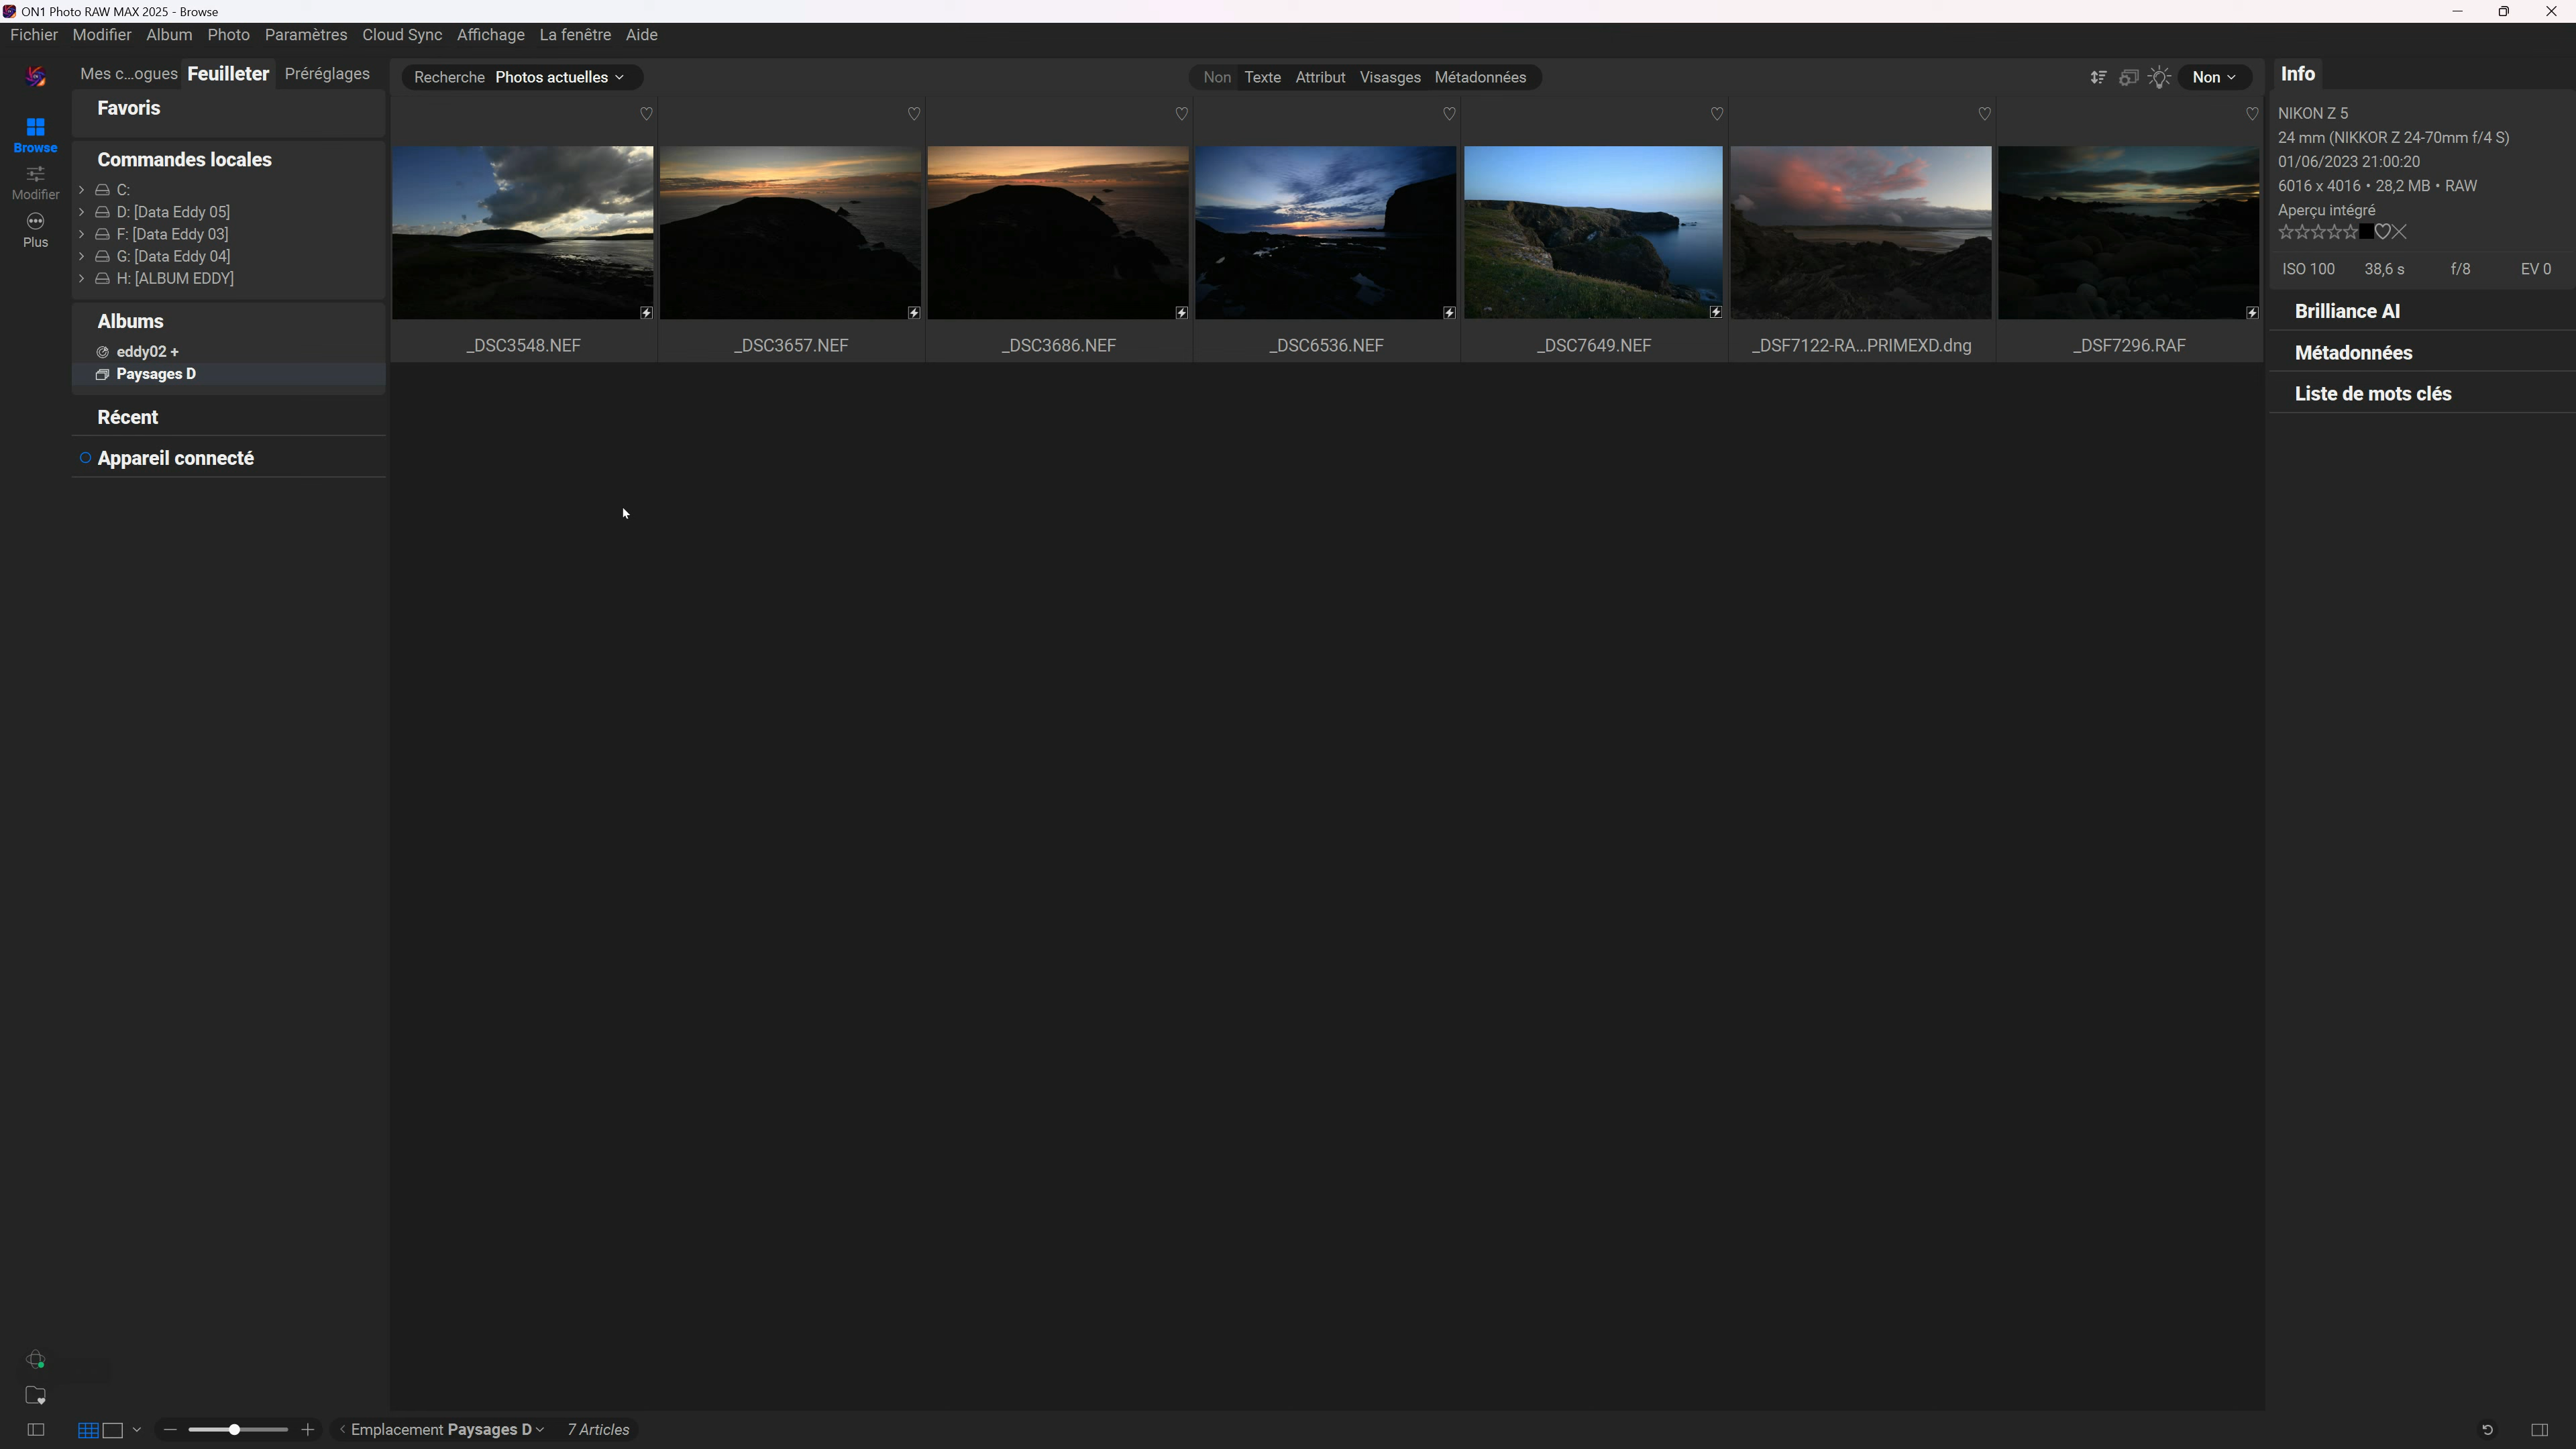 ON1 Photo RAW MAX 2025 - Browse
Fichier Modifier Album Photo Paramètres Cloud Sync Affichage La fenêtre Aide
Mes c...ogues Feuilleter Préréglages
Recherche Photos actuelles
Non Texte Attribut Visasges Métadonnées
Non
Info
Browse
Modifier
Plus
Favoris
Commandes locales
C:
D: [Data Eddy 05]
F: [Data Eddy 03]
G: [Data Eddy 04]
H: [ALBUM EDDY]
Albums
eddy02 +
Paysages D
Récent
Appareil connecté
_DSC3548.NEF
_DSC3657.NEF
_DSC3686.NEF
_DSC6536.NEF
_DSC7649.NEF
_DSF7122-RA...PRIMEXD.dng
_DSF7296.RAF
NIKON Z 5
24 mm (NIKKOR Z 24-70mm f/4 S)
01/06/2023 21:00:20
6016 x 4016 • 28,2 MB • RAW
Aperçu intégré
ISO 100 38,6 s f/8 EV 0
Brilliance AI
Métadonnées
Liste de mots clés
Emplacement Paysages D 7 Articles